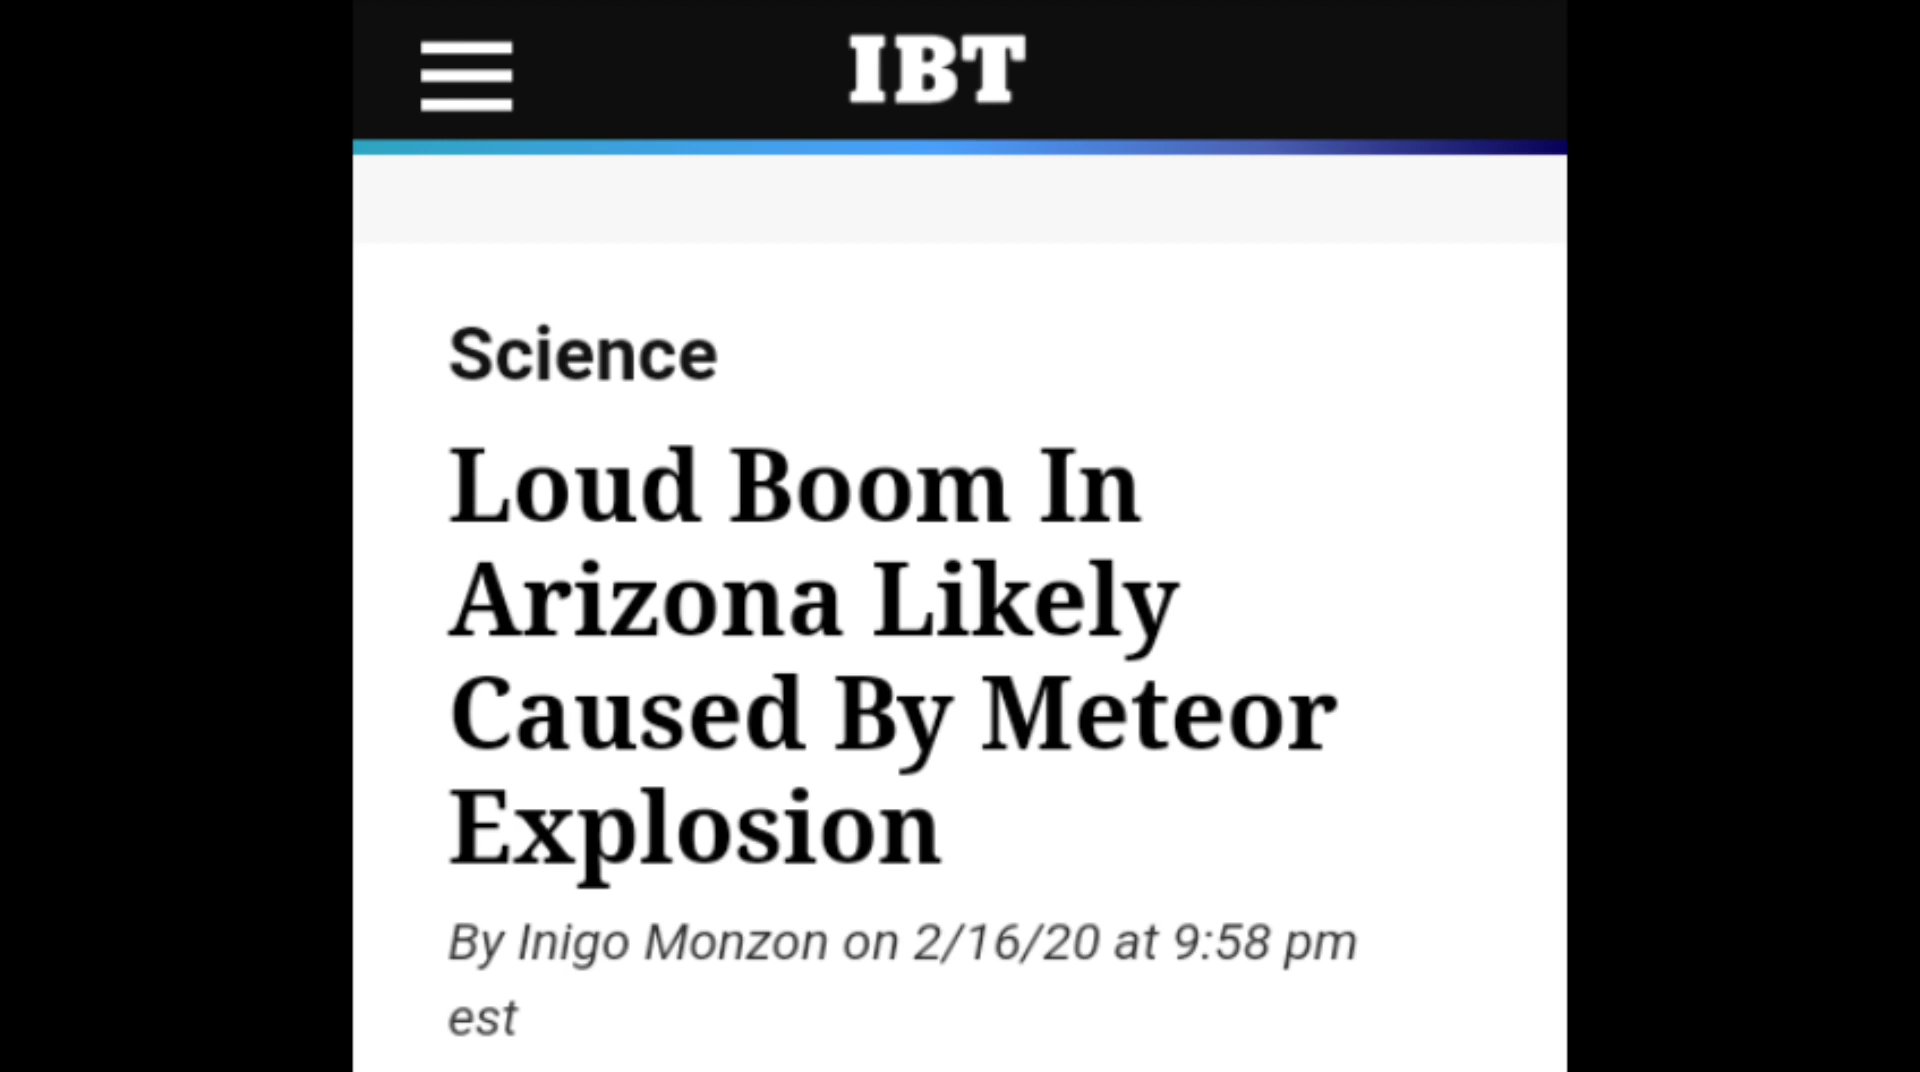 IBT
Science
Loud Boom In
Arizona Likely
Caused By Meteor
Explosion
By Inigo Monzon on 2/16/20 at 9:58 pm
est